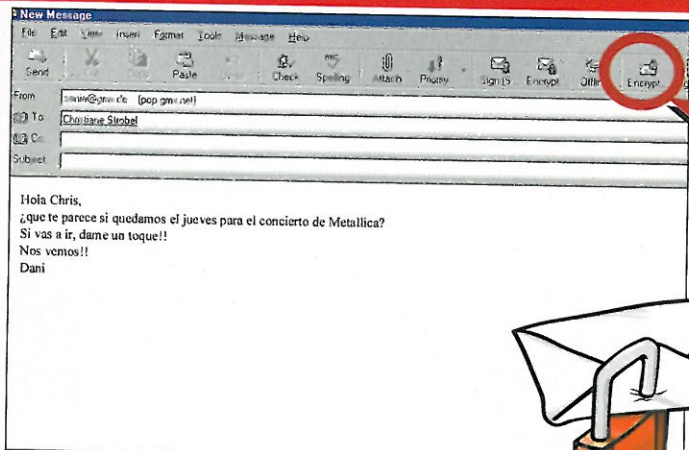 New Message
File Edit View Insert Format Tools Message Help
Send Paste Check Spelling Attach Priority Encrypt Offline Encrypt
From
To Christiane Strobel
Cc
Subject
Hola Chris,
¿que te parece si quedamos el jueves para el concierto de Metallica?
Si vas a ir, dame un toque!!
Nos vemos!!
Dani